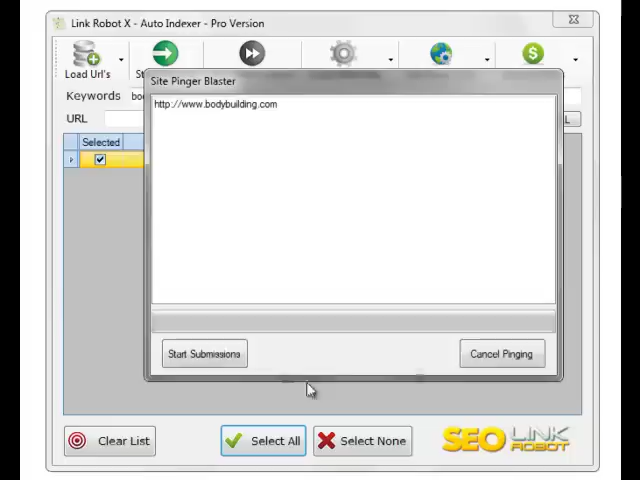 Link Robot X - Auto Indexer - Pro Version
Load Url's
Site Pinger Blaster
Keywords
http://www.bodybuilding.com
URL
Selected
Start Submissions
Cancel Pinging
Clear List
Select All
Select None
SEO LINK
ROBOT